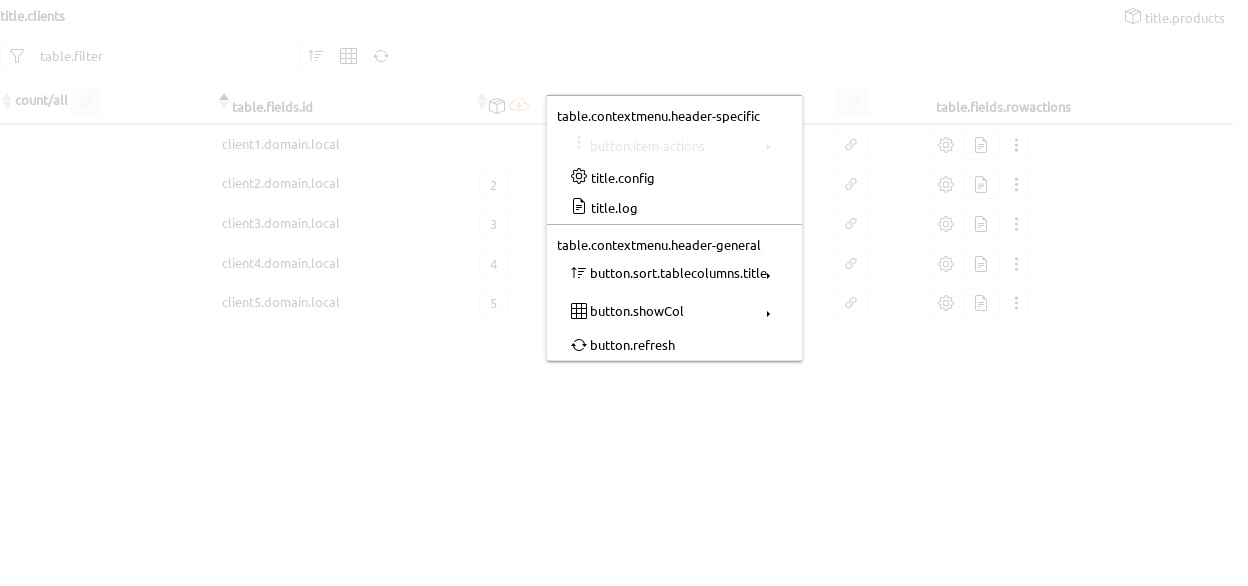 title.clients
title.products
table.filter
count/all
table.fields.id
table.fields.rowactions
client1.domain.local
client2.domain.local
2
client3.domain.local
3
client4.domain.local
4
client5.domain.local
5
table.contextmenu.header-specific
button.item-actions
title.config
title.log
table.contextmenu.header-general
button.sort.tablecolumns.title
button.showCol
button.refresh